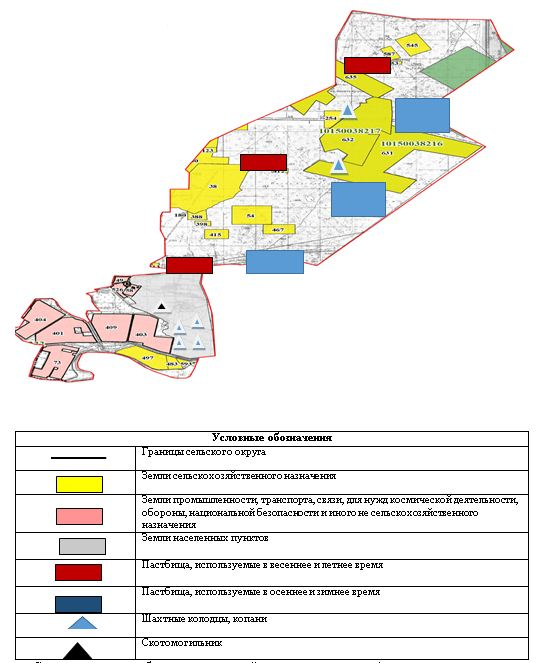 545
587
635
254
10150038217
632
10150038216
631
123
38
54
388
398
415
467
49
404
401
409
403
73
497
483
Условные обозначения
Границы сельского округа
Земли сельскохозяйственного назначения
Земли промышленности, транспорта, связи, для нужд космической деятельности,
обороны, национальной безопасности и иного не сельскохозяйственного
назначения
Земли населенных пунктов
Пастбища, используемые в весеннее и летнее время
Пастбища, используемые в осеннее и зимнее время
Шахтные колодцы, копани
Скотомогильник